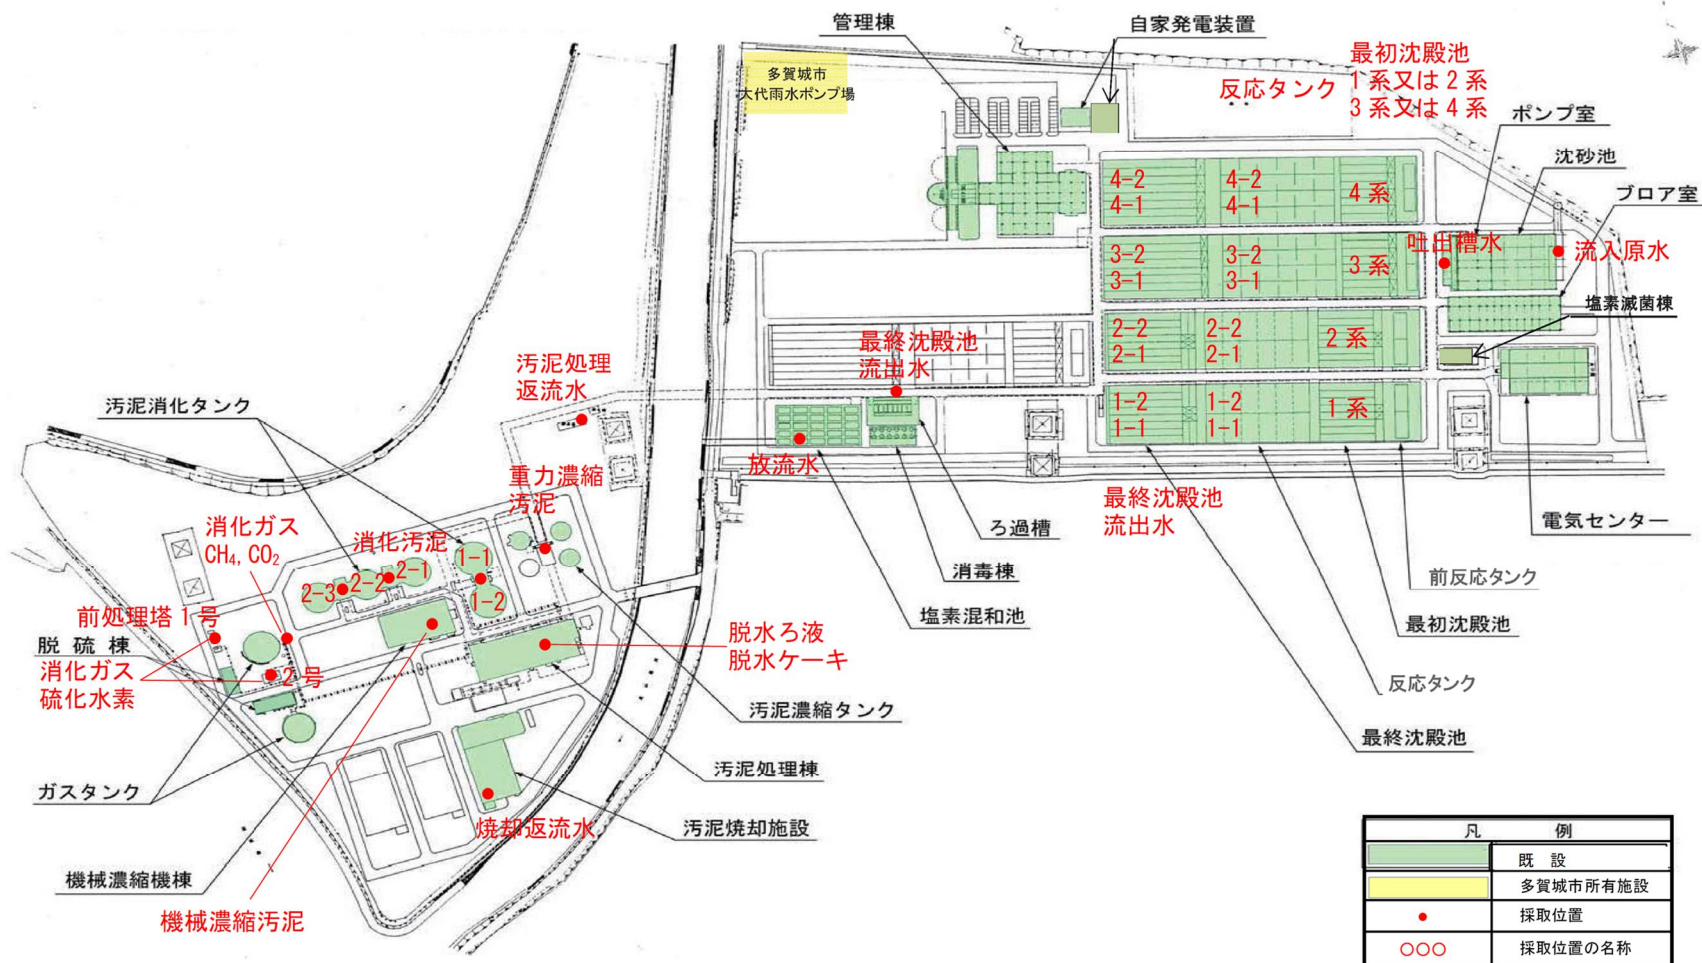 管理棟
自家発電装置
多賀城市
大代雨水ポンプ場
反応タンク
最初沈殿池
1系又は2系
3系又は4系
ポンプ室
沈砂池
ブロア室
4-2
4-1
4-2
4-1
4系
3-2
3-1
3-2
3-1
3系
吐出槽水
流入原水
塩素滅菌棟
2-2
2-1
2-2
2-1
2系
1-2
1-1
1-2
1-1
1系
最終沈殿池
流出水
汚泥処理
返流水
汚泥消化タンク
放流水
重力濃縮
汚泥
最終沈殿池
流出水
ろ過槽
電気センター
消化ガス
CH₄, CO₂
消化汚泥
1-1
2-1
2-2
2-3
1-2
消毒棟
前反応タンク
塩素混和池
最初沈殿池
前処理塔1号
脱硫棟
消化ガス
硫化水素
2号
脱水ろ液
脱水ケーキ
反応タンク
汚泥濃縮タンク
最終沈殿池
汚泥処理棟
ガスタンク
焼却返流水
汚泥焼却施設
機械濃縮機棟
機械濃縮汚泥
凡 例
既 設
多賀城市所有施設
採取位置
○○○ 採取位置の名称